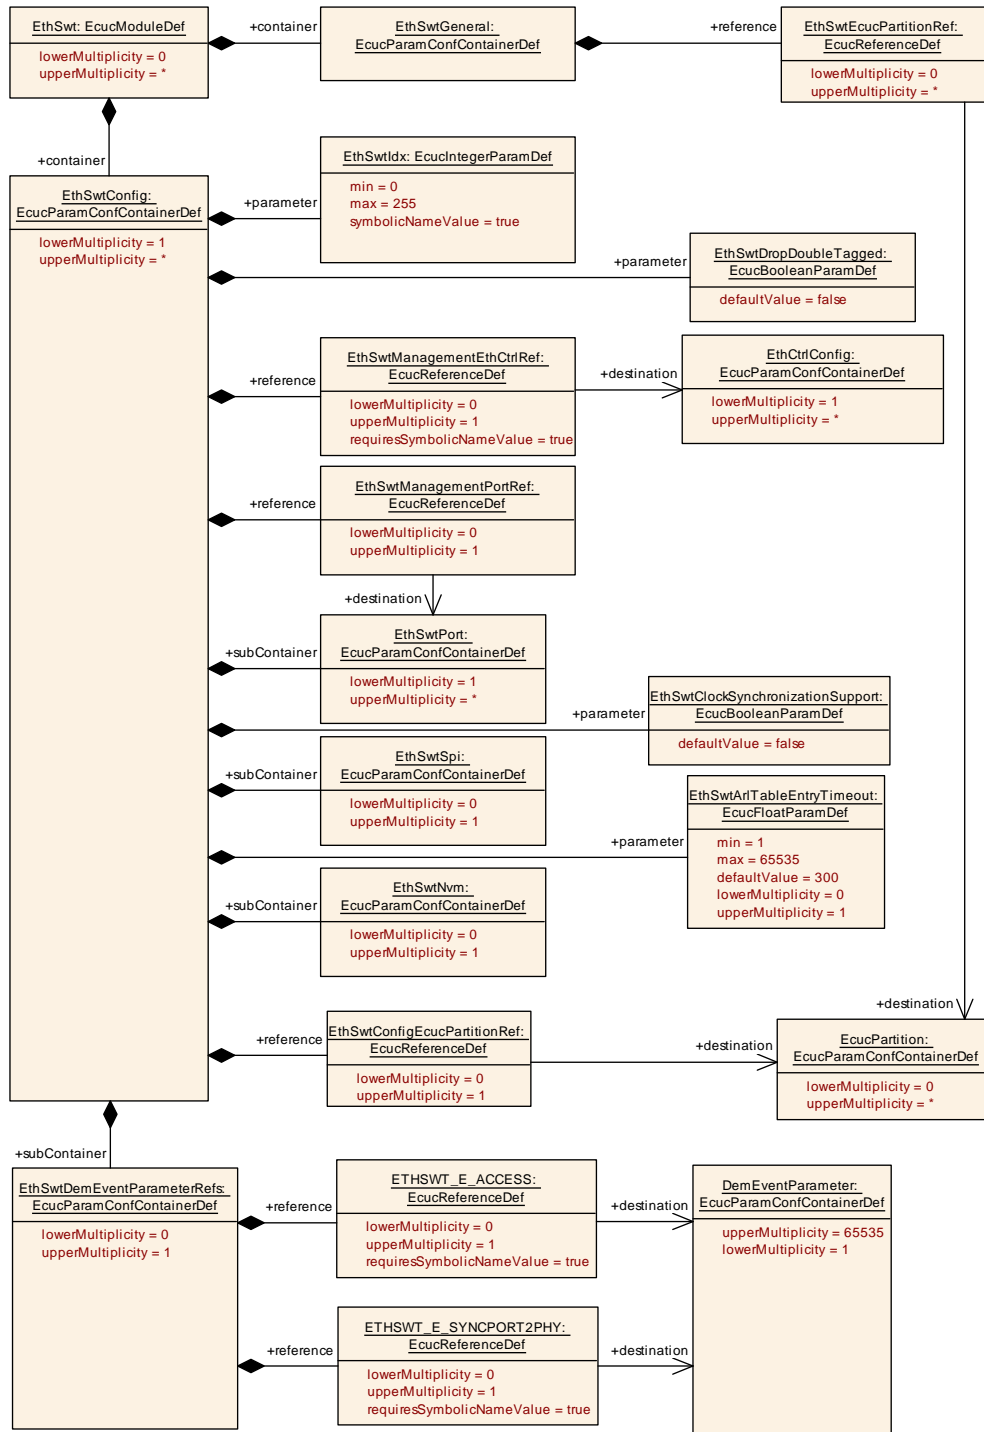 EthSwt: EcucModuleDef
lowerMultiplicity = 0
upperMultiplicity = *
+container
EthSwtGeneral:
EcucParamConfContainerDef
+reference
EthSwtEcucPartitionRef:
EcucReferenceDef
lowerMultiplicity = 0
upperMultiplicity = *
+container
EthSwtConfig:
EcucParamConfContainerDef
lowerMultiplicity = 1
upperMultiplicity = *
+parameter
EthSwtIdx: EcucIntegerParamDef
min = 0
max = 255
symbolicNameValue = true
+parameter
EthSwtDropDoubleTagged:
EcucBooleanParamDef
defaultValue = false
+reference
EthSwtManagementEthCtrlRef:
EcucReferenceDef
lowerMultiplicity = 0
upperMultiplicity = 1
requiresSymbolicNameValue = true
+destination
EthCtrlConfig:
EcucParamConfContainerDef
lowerMultiplicity = 1
upperMultiplicity = *
+reference
EthSwtManagementPortRef:
EcucReferenceDef
lowerMultiplicity = 0
upperMultiplicity = 1
+destination
+subContainer
EthSwtPort:
EcucParamConfContainerDef
lowerMultiplicity = 1
upperMultiplicity = *
+parameter
EthSwtClockSynchronizationSupport:
EcucBooleanParamDef
defaultValue = false
+subContainer
EthSwtSpi:
EcucParamConfContainerDef
lowerMultiplicity = 0
upperMultiplicity = 1
+parameter
EthSwtArlTableEntryTimeout:
EcucFloatParamDef
min = 1
max = 65535
defaultValue = 300
lowerMultiplicity = 0
upperMultiplicity = 1
+subContainer
EthSwtNvm:
EcucParamConfContainerDef
lowerMultiplicity = 0
upperMultiplicity = 1
+destination
+reference
EthSwtConfigEcucPartitionRef:
EcucReferenceDef
lowerMultiplicity = 0
upperMultiplicity = 1
+destination
EcucPartition:
EcucParamConfContainerDef
lowerMultiplicity = 0
upperMultiplicity = *
+subContainer
EthSwtDemEventParameterRefs:
EcucParamConfContainerDef
lowerMultiplicity = 0
upperMultiplicity = 1
+reference
ETHSWT_E_ACCESS:
EcucReferenceDef
lowerMultiplicity = 0
upperMultiplicity = 1
requiresSymbolicNameValue = true
+destination
DemEventParameter:
EcucParamConfContainerDef
upperMultiplicity = 65535
lowerMultiplicity = 1
+reference
ETHSWT_E_SYNCPORT2PHY:
EcucReferenceDef
lowerMultiplicity = 0
upperMultiplicity = 1
requiresSymbolicNameValue = true
+destination